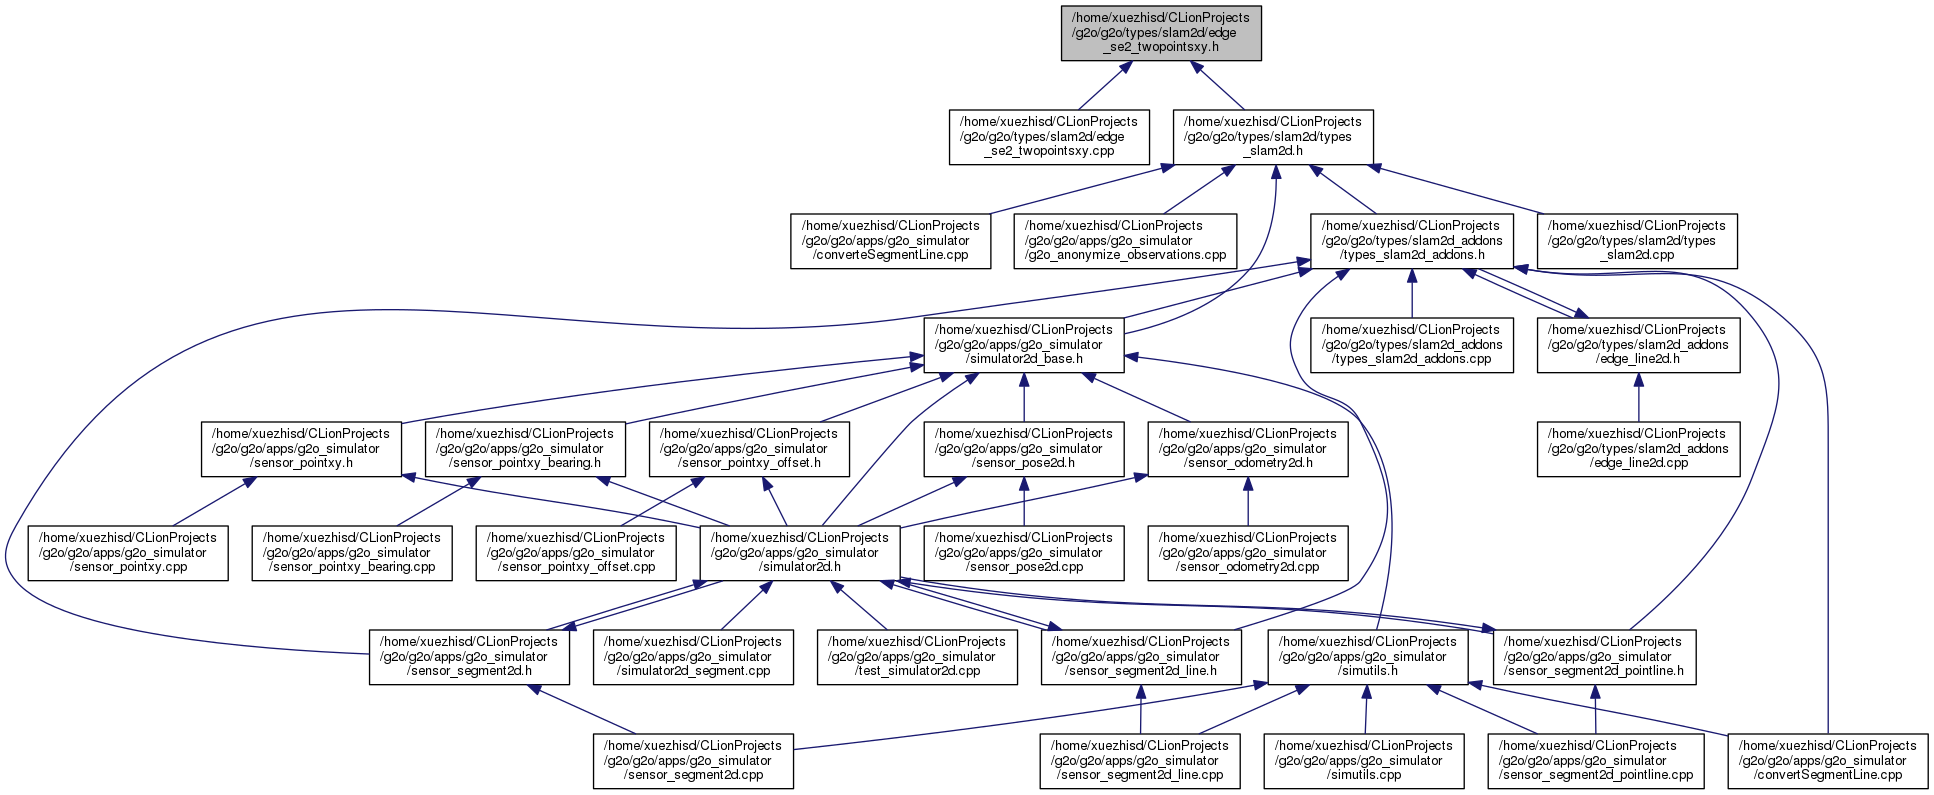 /home/xuezhisd/CLionProjects
/g2o/g2o/types/slam2d/edge
_se2_twopointsxy.h
/home/xuezhisd/CLionProjects
/g2o/g2o/types/slam2d/edge
_se2_twopointsxy.cpp
/home/xuezhisd/CLionProjects
/g2o/g2o/types/slam2d/types
_slam2d.h
/home/xuezhisd/CLionProjects
/g2o/g2o/apps/g2o_simulator
/converteSegmentLine.cpp
/home/xuezhisd/CLionProjects
/g2o/g2o/apps/g2o_simulator
/g2o_anonymize_observations.cpp
/home/xuezhisd/CLionProjects
/g2o/g2o/types/slam2d_addons
/types_slam2d_addons.h
/home/xuezhisd/CLionProjects
/g2o/g2o/types/slam2d/types
_slam2d.cpp
/home/xuezhisd/CLionProjects
/g2o/g2o/apps/g2o_simulator
/simulator2d_base.h
/home/xuezhisd/CLionProjects
/g2o/g2o/types/slam2d_addons
/types_slam2d_addons.cpp
/home/xuezhisd/CLionProjects
/g2o/g2o/types/slam2d_addons
/edge_line2d.h
/home/xuezhisd/CLionProjects
/g2o/g2o/apps/g2o_simulator
/sensor_pointxy.h
/home/xuezhisd/CLionProjects
/g2o/g2o/apps/g2o_simulator
/sensor_pointxy_bearing.h
/home/xuezhisd/CLionProjects
/g2o/g2o/apps/g2o_simulator
/sensor_pointxy_offset.h
/home/xuezhisd/CLionProjects
/g2o/g2o/apps/g2o_simulator
/sensor_pose2d.h
/home/xuezhisd/CLionProjects
/g2o/g2o/apps/g2o_simulator
/sensor_odometry2d.h
/home/xuezhisd/CLionProjects
/g2o/g2o/types/slam2d_addons
/edge_line2d.cpp
/home/xuezhisd/CLionProjects
/g2o/g2o/apps/g2o_simulator
/sensor_pointxy.cpp
/home/xuezhisd/CLionProjects
/g2o/g2o/apps/g2o_simulator
/sensor_pointxy_bearing.cpp
/home/xuezhisd/CLionProjects
/g2o/g2o/apps/g2o_simulator
/sensor_pointxy_offset.cpp
/home/xuezhisd/CLionProjects
/g2o/g2o/apps/g2o_simulator
/simulator2d.h
/home/xuezhisd/CLionProjects
/g2o/g2o/apps/g2o_simulator
/sensor_pose2d.cpp
/home/xuezhisd/CLionProjects
/g2o/g2o/apps/g2o_simulator
/sensor_odometry2d.cpp
/home/xuezhisd/CLionProjects
/g2o/g2o/apps/g2o_simulator
/sensor_segment2d.h
/home/xuezhisd/CLionProjects
/g2o/g2o/apps/g2o_simulator
/simulator2d_segment.cpp
/home/xuezhisd/CLionProjects
/g2o/g2o/apps/g2o_simulator
/test_simulator2d.cpp
/home/xuezhisd/CLionProjects
/g2o/g2o/apps/g2o_simulator
/sensor_segment2d_line.h
/home/xuezhisd/CLionProjects
/g2o/g2o/apps/g2o_simulator
/simutils.h
/home/xuezhisd/CLionProjects
/g2o/g2o/apps/g2o_simulator
/sensor_segment2d_pointline.h
/home/xuezhisd/CLionProjects
/g2o/g2o/apps/g2o_simulator
/sensor_segment2d.cpp
/home/xuezhisd/CLionProjects
/g2o/g2o/apps/g2o_simulator
/sensor_segment2d_line.cpp
/home/xuezhisd/CLionProjects
/g2o/g2o/apps/g2o_simulator
/simutils.cpp
/home/xuezhisd/CLionProjects
/g2o/g2o/apps/g2o_simulator
/sensor_segment2d_pointline.cpp
/home/xuezhisd/CLionProjects
/g2o/g2o/apps/g2o_simulator
/convertSegmentLine.cpp